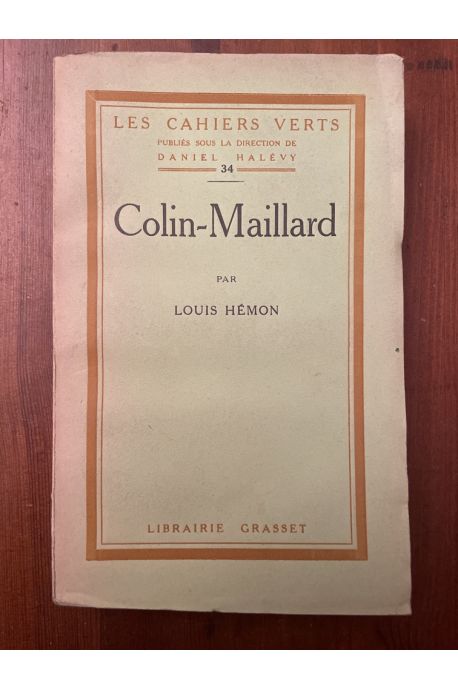 LES CAHIERS VERTS
PUBLIÉS SOUS LA DIRECTION DE
DANIEL HALÉVY
34
Colin-Maillard
PAR
LOUIS HÉMON
LIBRAIRIE GRASSET